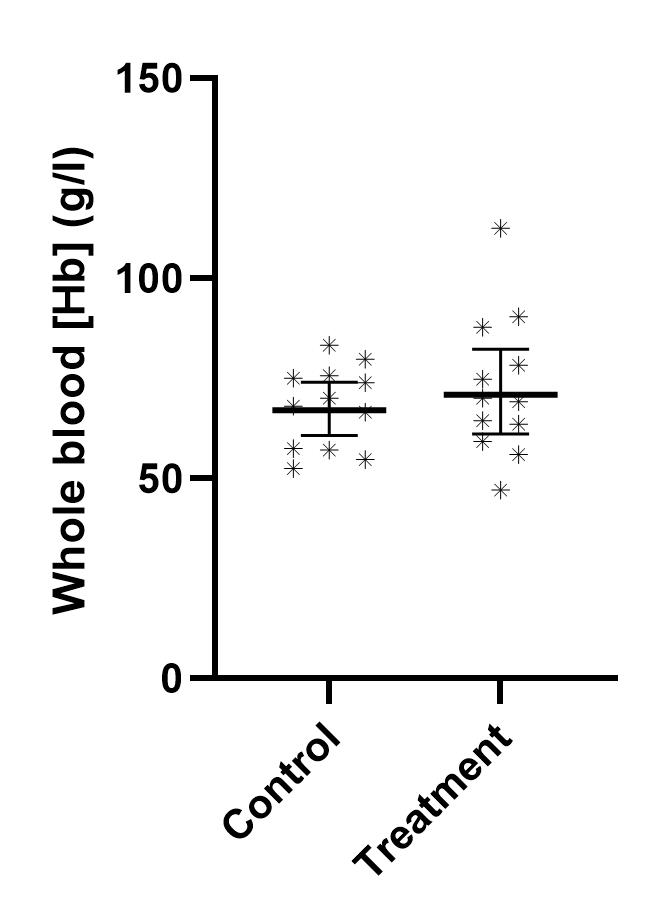 Whole blood [Hb] (g/l)
150
100
50
0
Control
Treatment